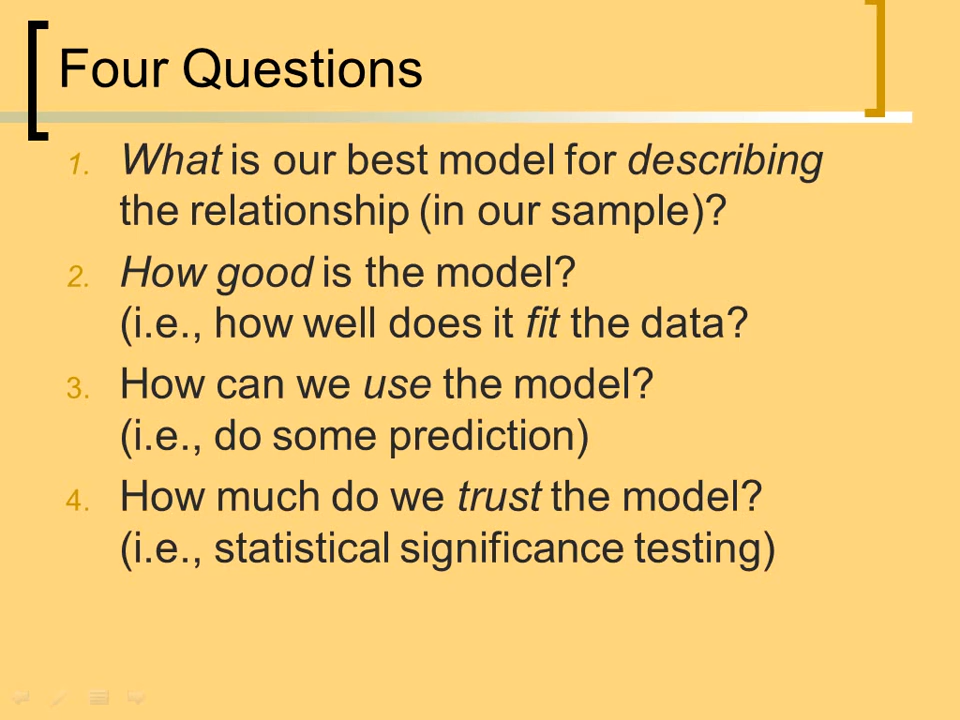 Four Questions
1. What is our best model for describing
the relationship (in our sample)?
2. How good is the model?
(i.e., how well does it fit the data?
3. How can we use the model?
(i.e., do some prediction)
4. How much do we trust the model?
(i.e., statistical significance testing)